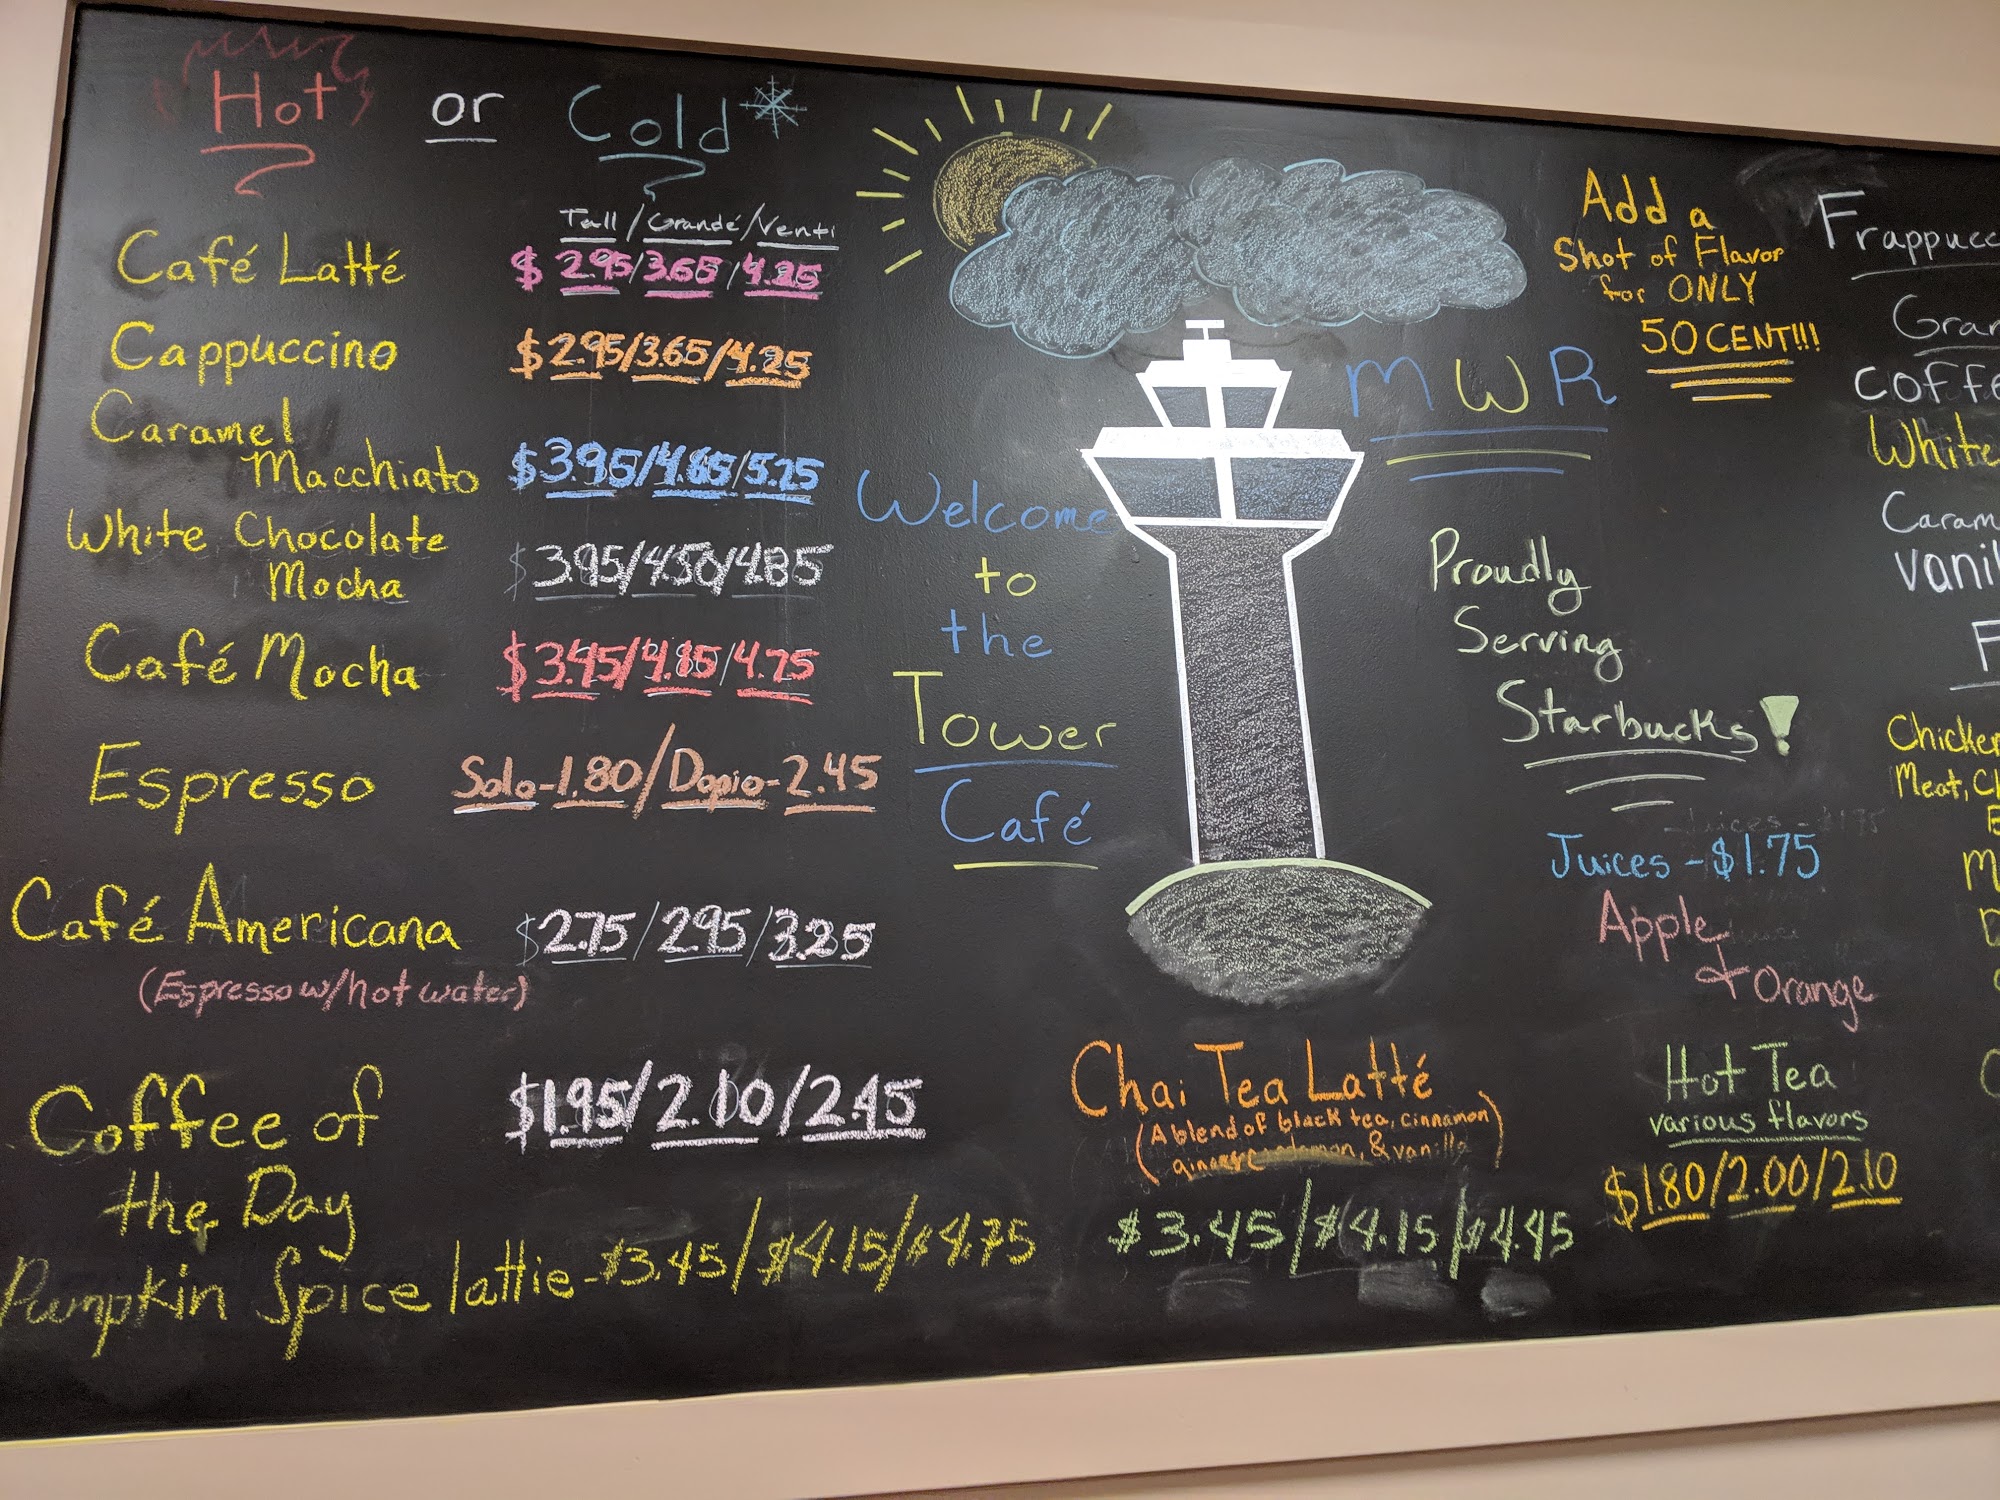 Hot or Cold
Tall / Grandé / Venti
Café Latté $ 2.95/3.65/4.25
Cappuccino $2.95/3.65/4.25
Caramel
Macchiato $3.95/4.65/5.25
White Chocolate
Mocha $3.95/4.50/4.85
Café Mocha $3.45/4.15/4.75
Espresso Solo-1.80/Dopio-2.45
Café Americana $2.75/2.95/3.25
(Espresso w/hot water)
Coffee of $1.95/2.10/2.45
the Day
Pumpkin Spice lattie-$3.45/$4.15/$4.75
Welcome
to
the
Tower
Café
MWR
Proudly
Serving
Starbucks!
Add a
Shot of Flavor
for ONLY
50 CENT!!!
Juices - $1.75
Apple
& Orange
Chai Tea Latté
(A blend of black tea, cinnamon)
(ginger, & vanilla
$3.45/$4.15/$4.45
Hot Tea
various flavors
$1.80/2.00/2.10
Frappucc
Gran
COFFE
White
Caram
vanil
F
Chicken
Meat, Ch